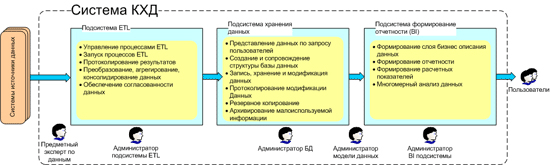 Система КХД
Системы источники данных
Подсистема ETL
• Управление процессами ETL
• Запуск процессов ETL
• Протоколирование результатов
• Преобразование, агрегирование,
консолидирование данных
• Обеспечение согласованности
данных
Подсистема хранения
данных
• Представление данных по запросу
пользователей
• Создание и сопровождение
структуры базы данных
• Запись, хранение и модификация
данных
• Протоколирование модификации
Данных
• Резервное копирование
• Архивирование малоиспользуемой
информации
Подсистема формирование
отчетности (BI)
• Формирование слоя бизнес описания
данных
• Формирование отчетности
• Формирование расчетных
показателей
• Многомерный анализ данных
Пользователи
Предметный
эксперт по
данным
Администратор
подсистемы ETL
Администратор БД
Администратор
модели данных
Администратор
BI подсистемы